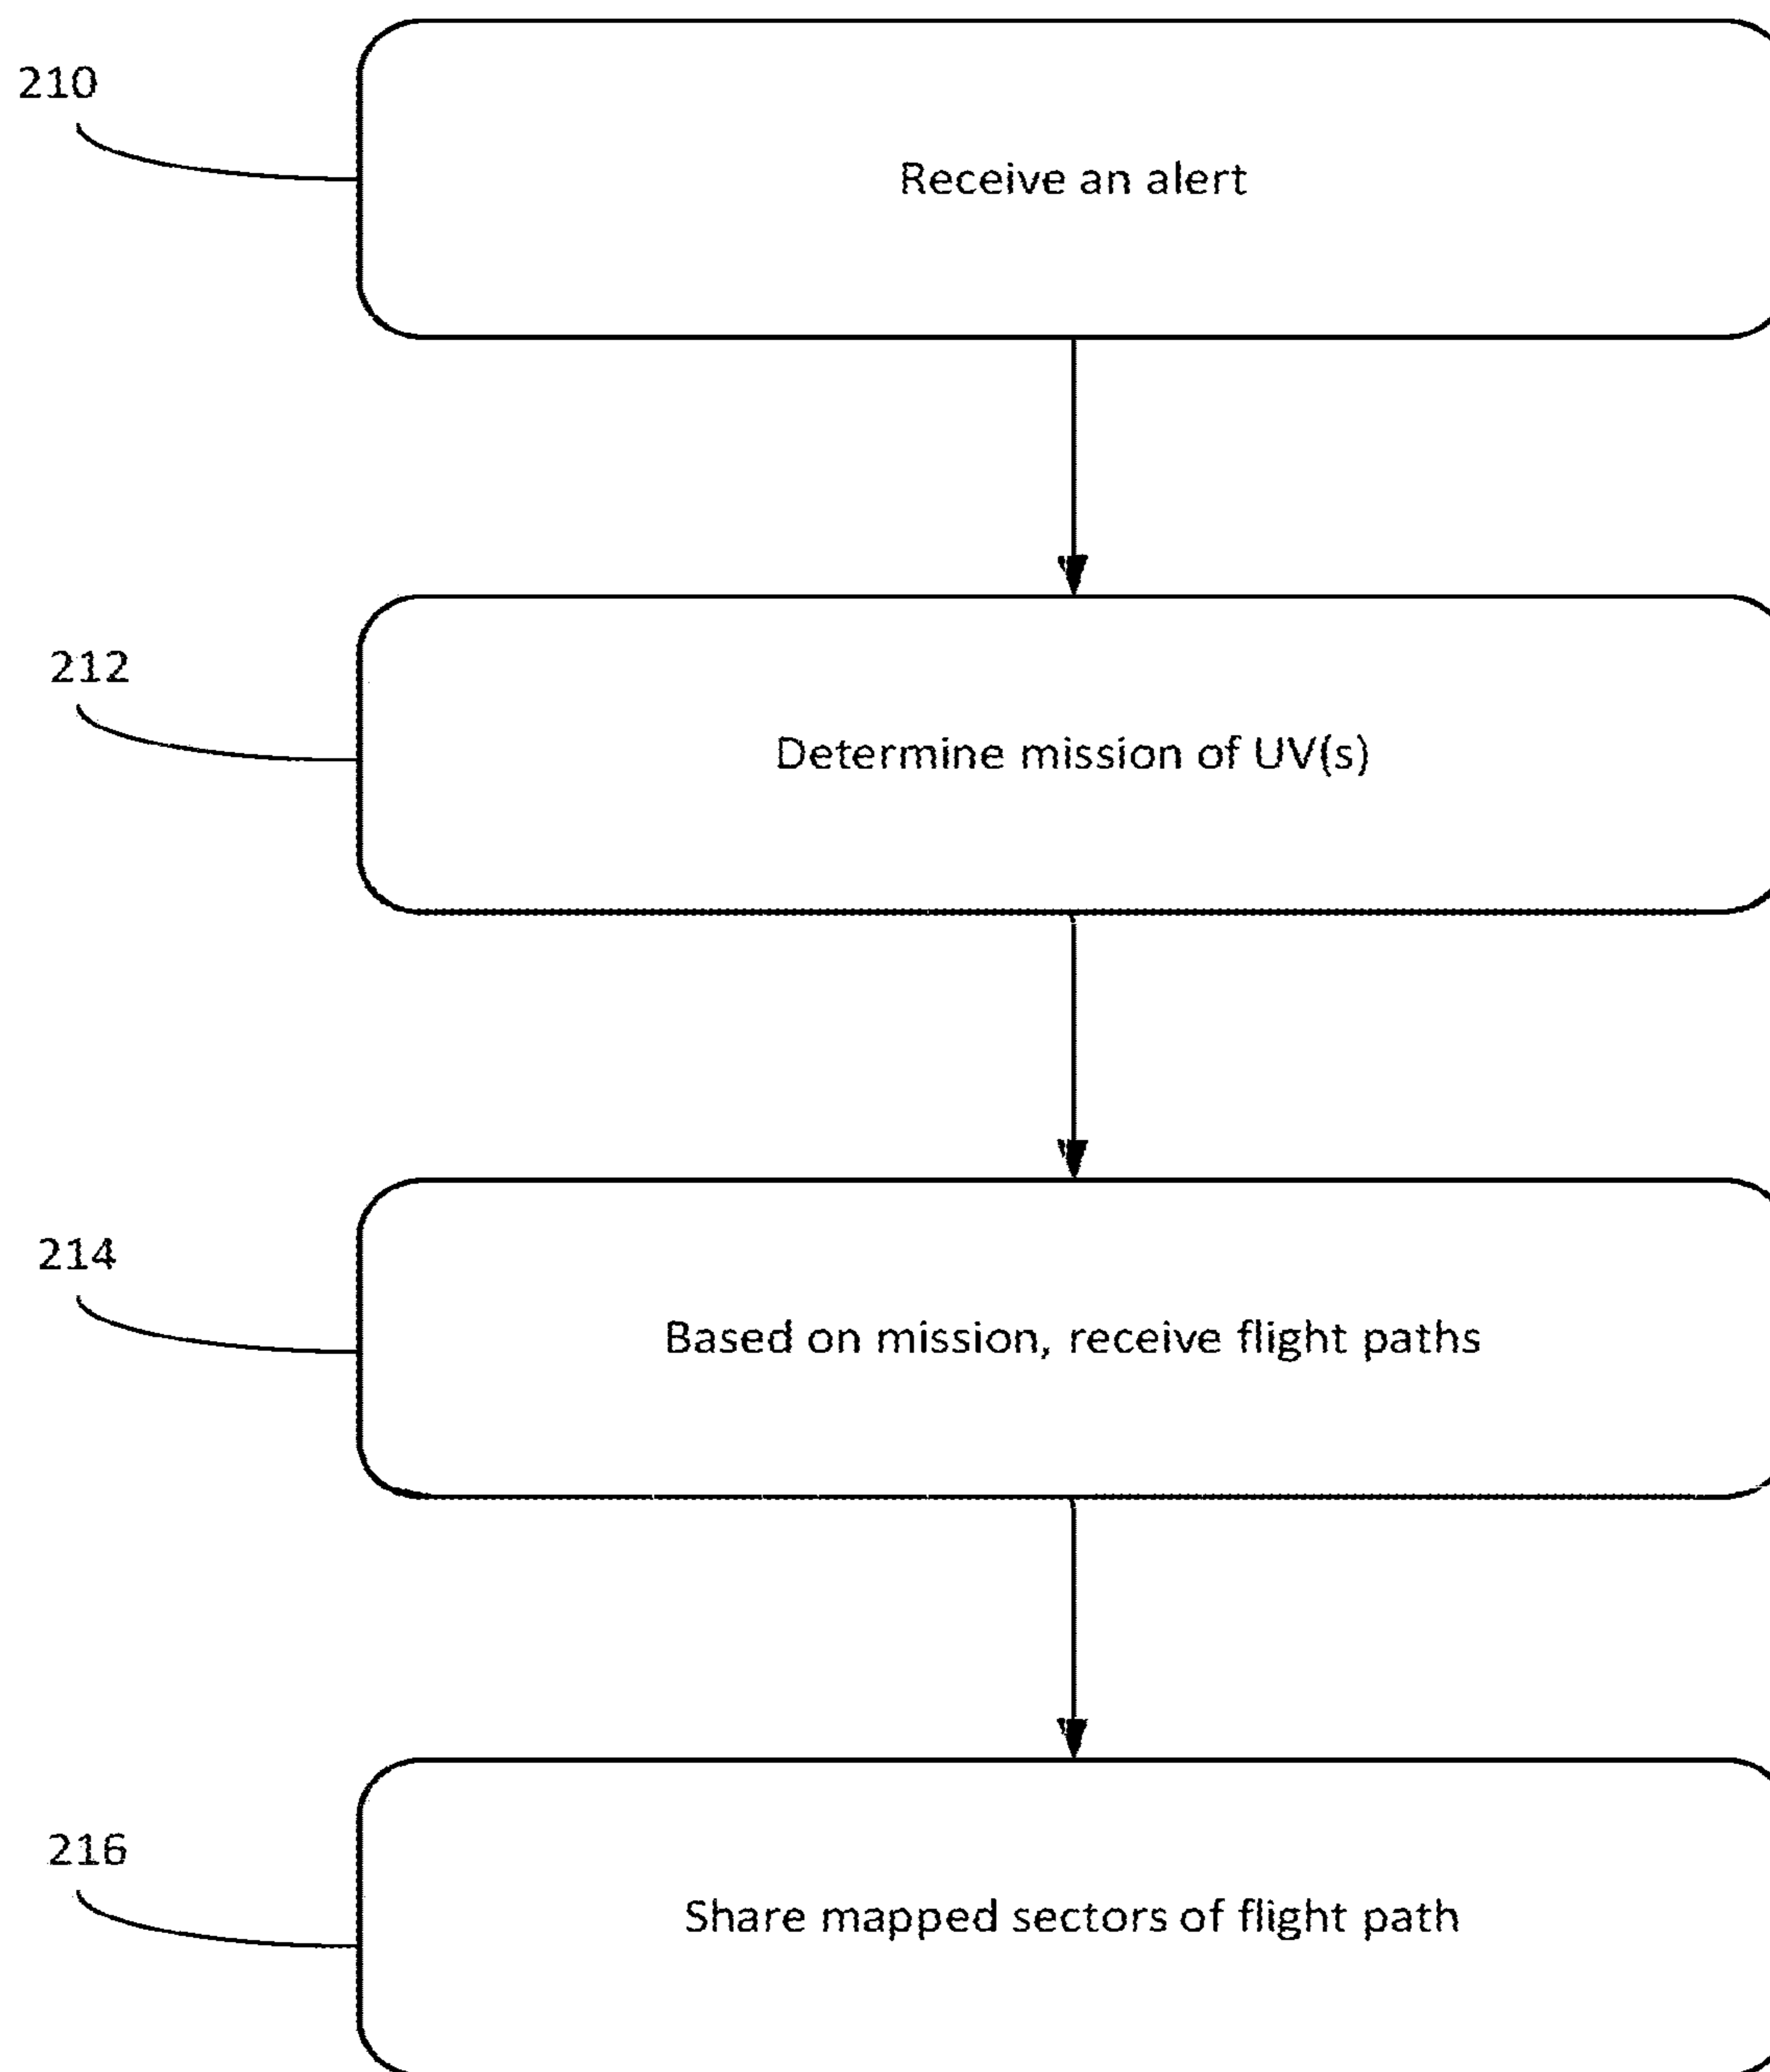 210
Receive an alert
212
Determine mission of UV(s)
214
Based on mission, receive flight paths
216
Share mapped sectors of flight path